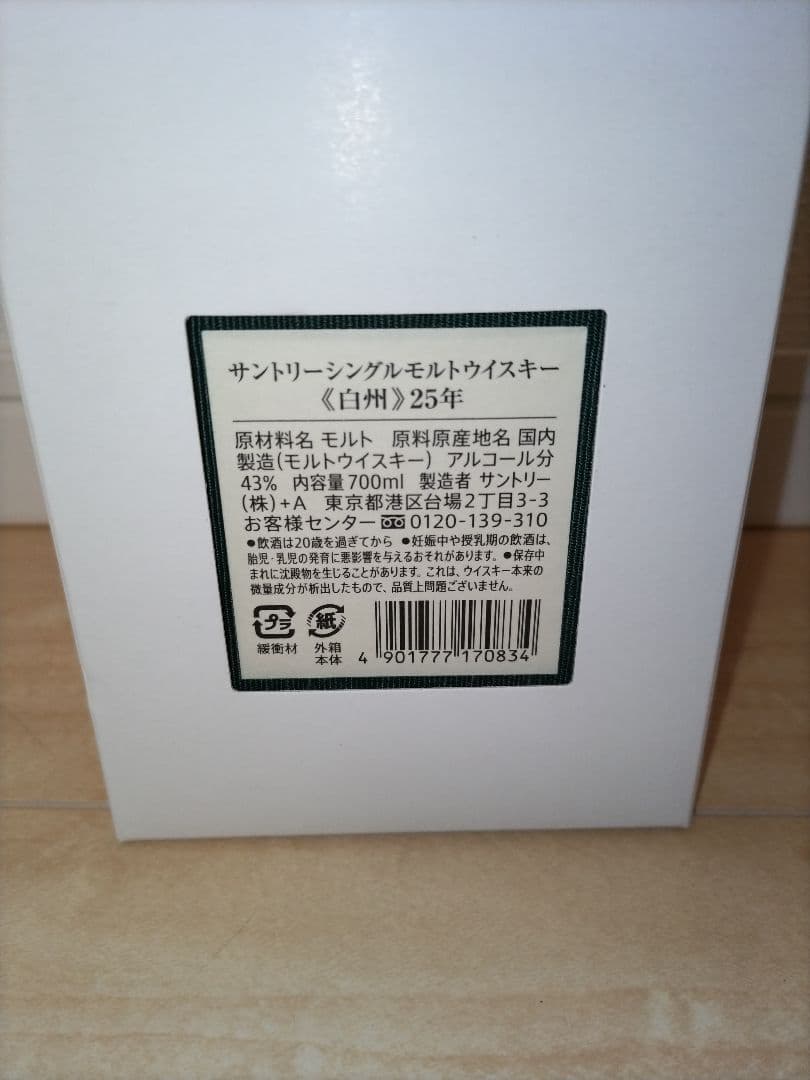 サントリーシングルモルトウイスキー
《白州》25年
原材料名 モルト 原料原産地名 国内
製造(モルトウイスキー) アルコール分
43% 内容量700ml 製造者 サントリー
(株)+A 東京都港区台場2丁目3-3
お客様センター 0120-139-310
●飲酒は20歳を過ぎてから ●妊娠中や授乳期の飲酒は、
胎児・乳児の発育に悪影響を与えるおそれがあります。●保存中
まれに沈殿物を生じることがあります。これは、ウイスキー本来の
微量成分が析出したもので、品質上問題ございません。
プラ 紙
緩衝材 外箱
本体
4 901777 170834